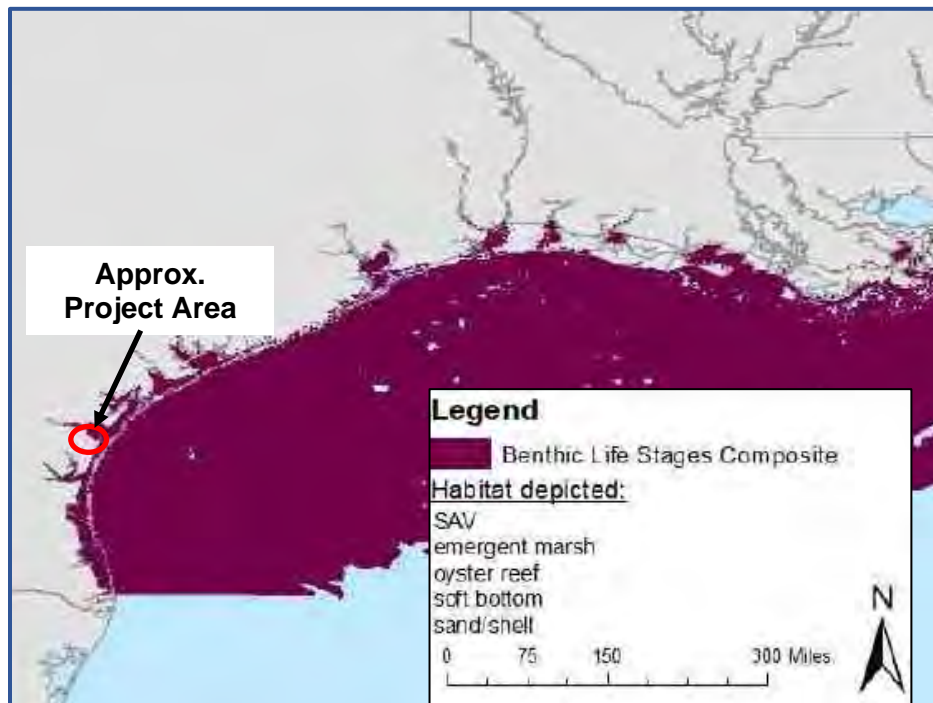 Approx.
Project Area
Legend
Benthic Life Stages Composite
Habitat depicted:
SAV
emergent marsh
oyster reef
soft bottom
sand/shell
N
0 75 150 300 Miles